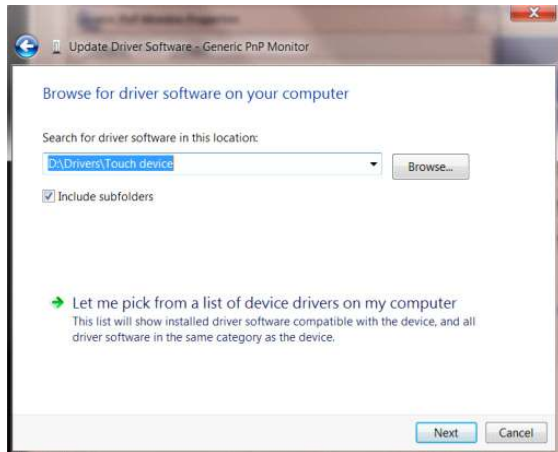 Update Driver Software - Generic PnP Monitor
Browse for driver software on your computer
Search for driver software in this location:
D:\Drivers\Touch device
Browse...
Include subfolders
Let me pick from a list of device drivers on my computer
This list will show installed driver software compatible with the device, and all
driver software in the same category as the device.
Next
Cancel